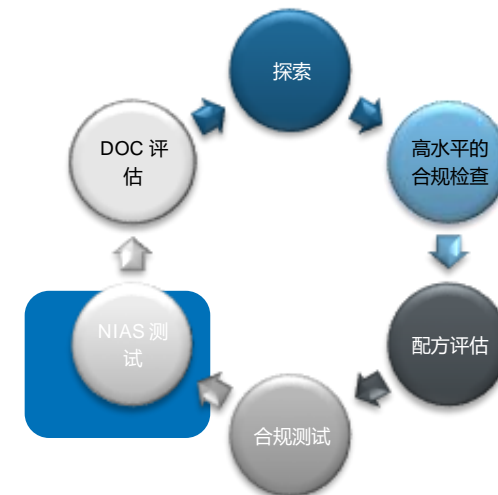 探索
高水平的
合规检查
配方评估
合规测试
NIAS 测
试
DOC 评
估